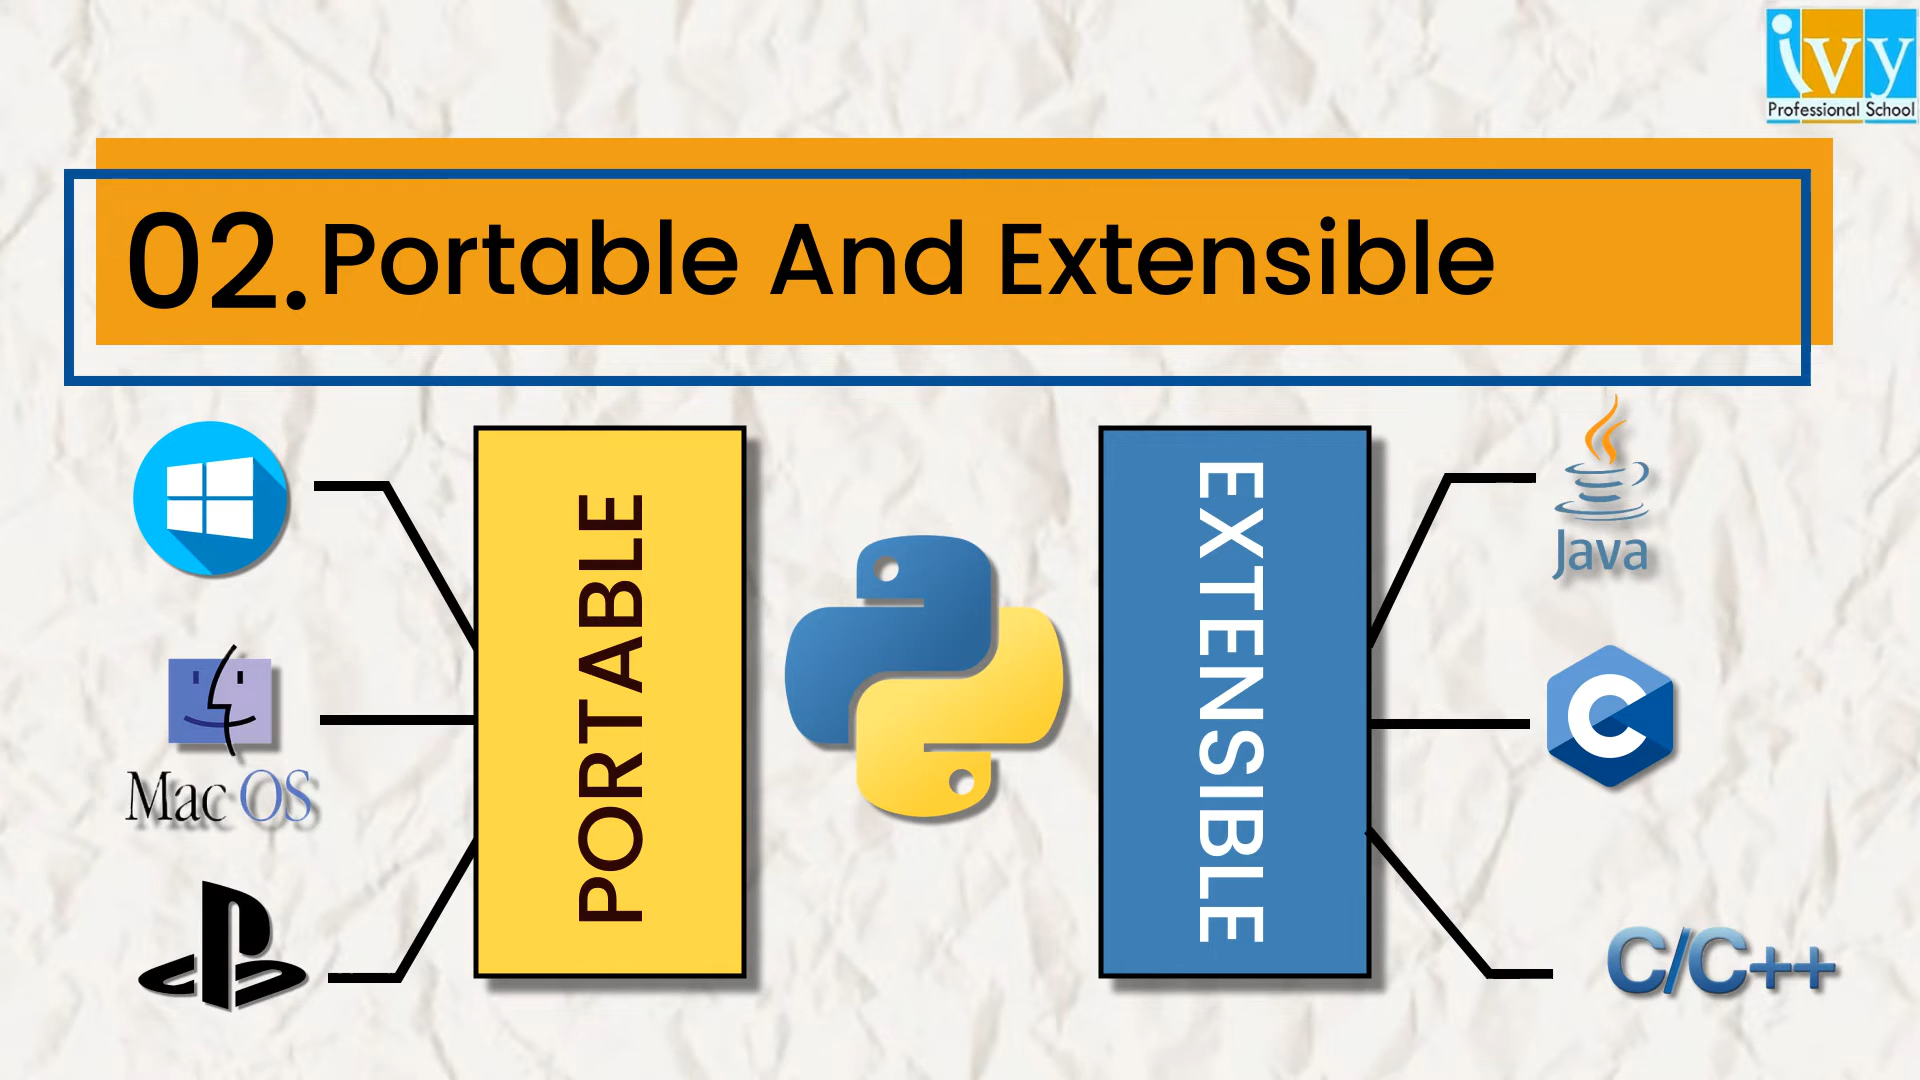 ivy
Professional School
02. Portable And Extensible
PORTABLE
EXTENSIBLE
Java
Mac OS
C
C/C++